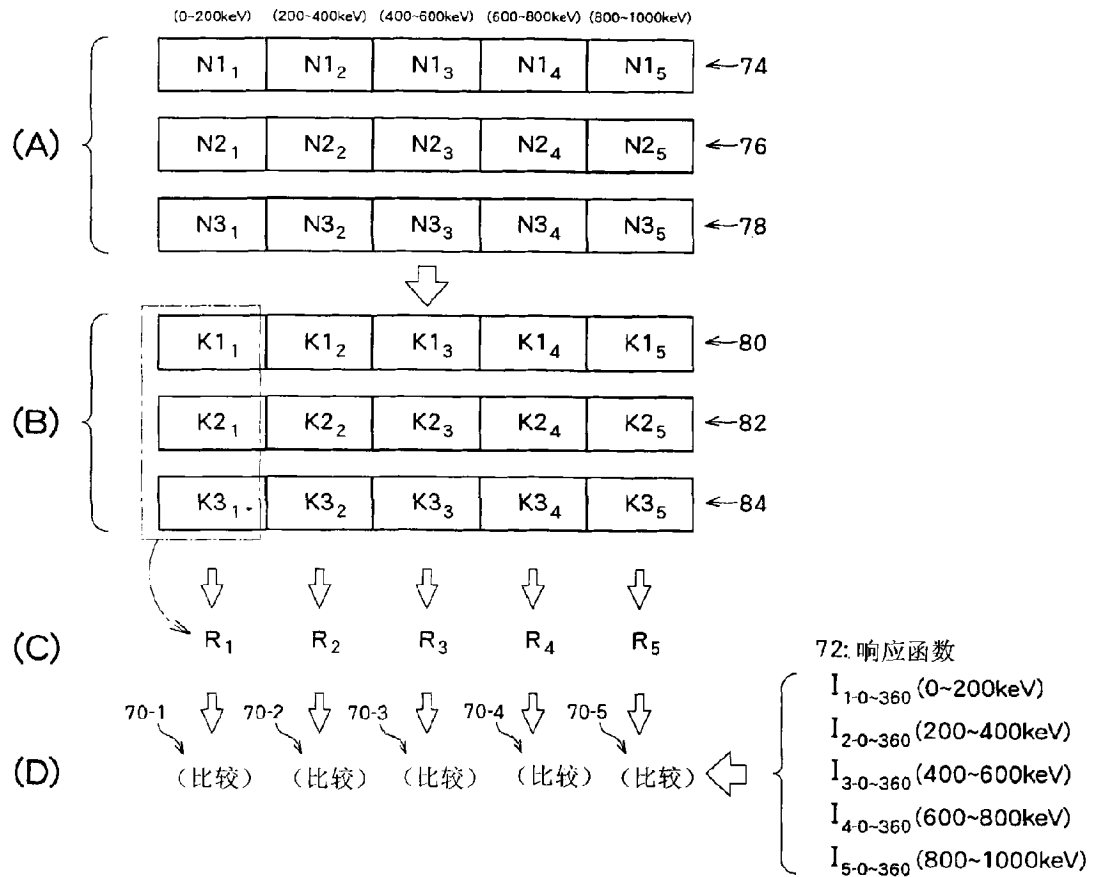 (0~200keV) (200~400keV) (400~600keV) (600~800keV) (800~1000keV)
(A)
N1₁ N1₂ N1₃ N1₄ N1₅ 74
N2₁ N2₂ N2₃ N2₄ N2₅ 76
N3₁ N3₂ N3₃ N3₄ N3₅ 78
(B)
K1₁ K1₂ K1₃ K1₄ K1₅ 80
K2₁ K2₂ K2₃ K2₄ K2₅ 82
K3₁ K3₂ K3₃ K3₄ K3₅ 84
(C) R₁ R₂ R₃ R₄ R₅
70-1 70-2 70-3 70-4 70-5
(D) (比较) (比较) (比较) (比较) (比较)
72: 响应函数
I₁₋₀~₃₆₀ (0~200keV)
I₂₋₀~₃₆₀ (200~400keV)
I₃₋₀~₃₆₀ (400~600keV)
I₄₋₀~₃₆₀ (600~800keV)
I₅₋₀~₃₆₀ (800~1000keV)